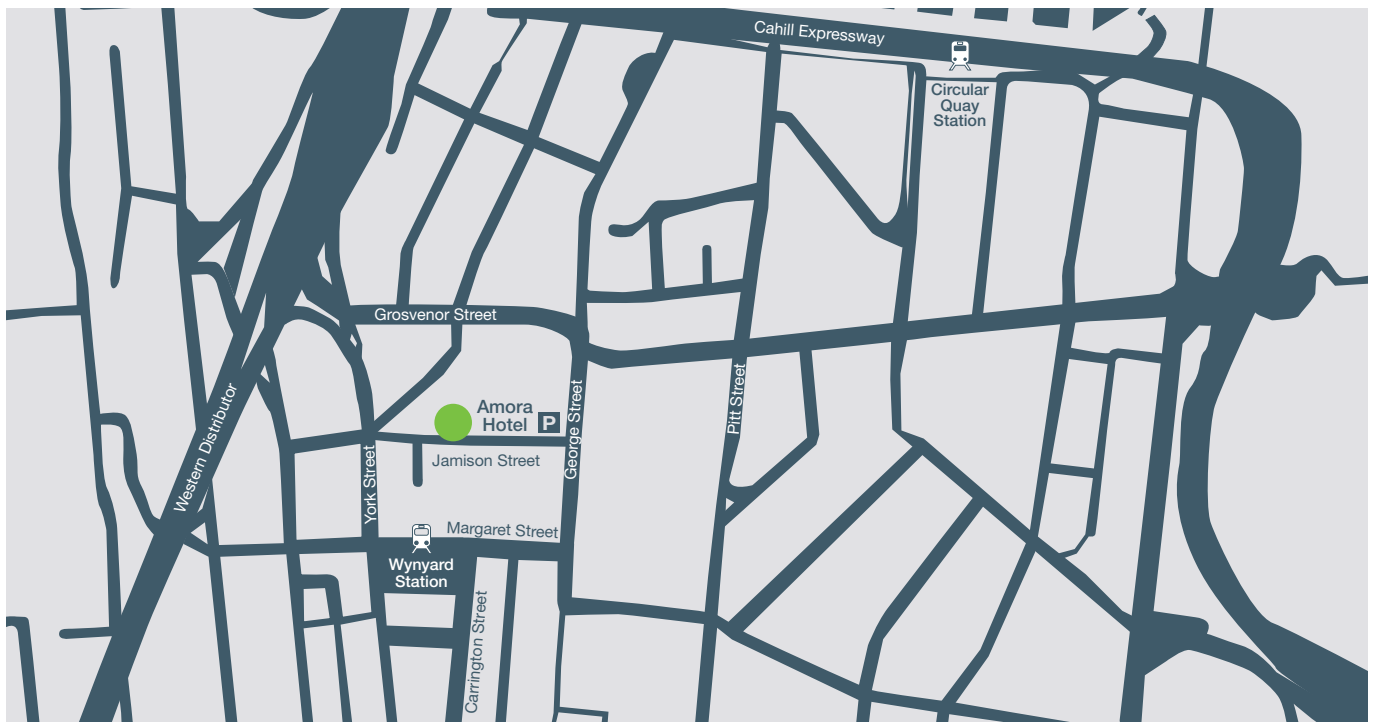 Cahill Expressway
Circular
Quay
Station
Grosvenor Street
Amora
Hotel
P
Jamison Street
George Street
Pitt Street
Western Distributor
York Street
Margaret Street
Wynyard
Station
Carrington Street